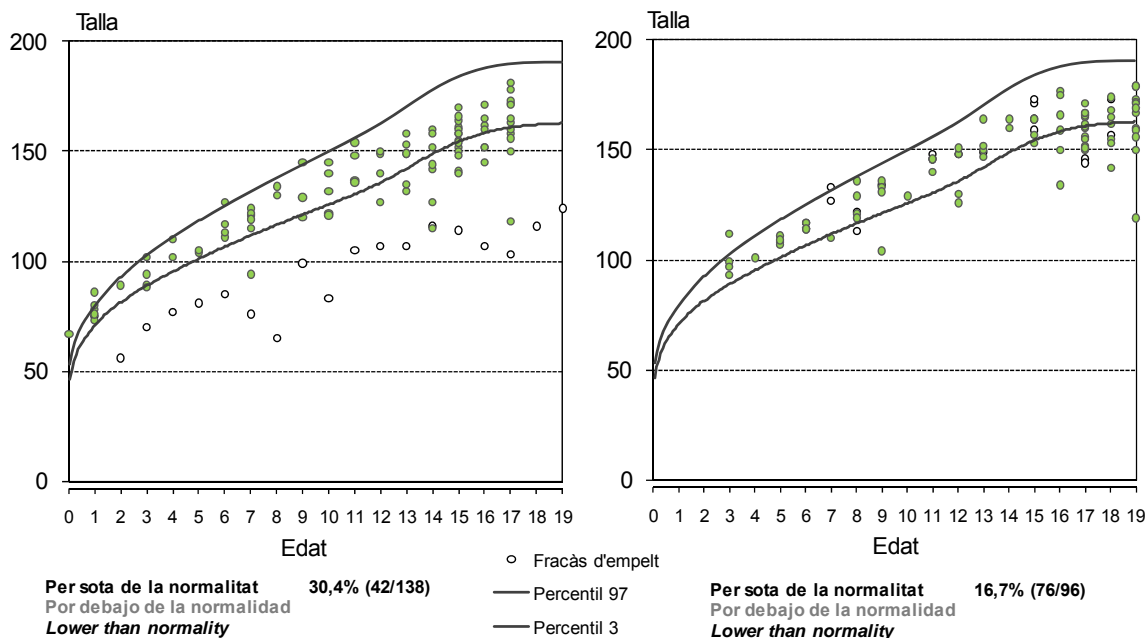 Talla
200
150
100
50
0
0 1 2 3 4 5 6 7 8 9 10 11 12 13 14 15 16 17 18 19
Edat
Per sota de la normalitat 30,4% (42/138)
Por debajo de la normalidad
Lower than normality
Fracàs d'empelt
Percentil 97
Percentil 3
Talla
200
150
100
50
0
0 1 2 3 4 5 6 7 8 9 10 11 12 13 14 15 16 17 18 19
Edat
Per sota de la normalitat 16,7% (76/96)
Por debajo de la normalidad
Lower than normality